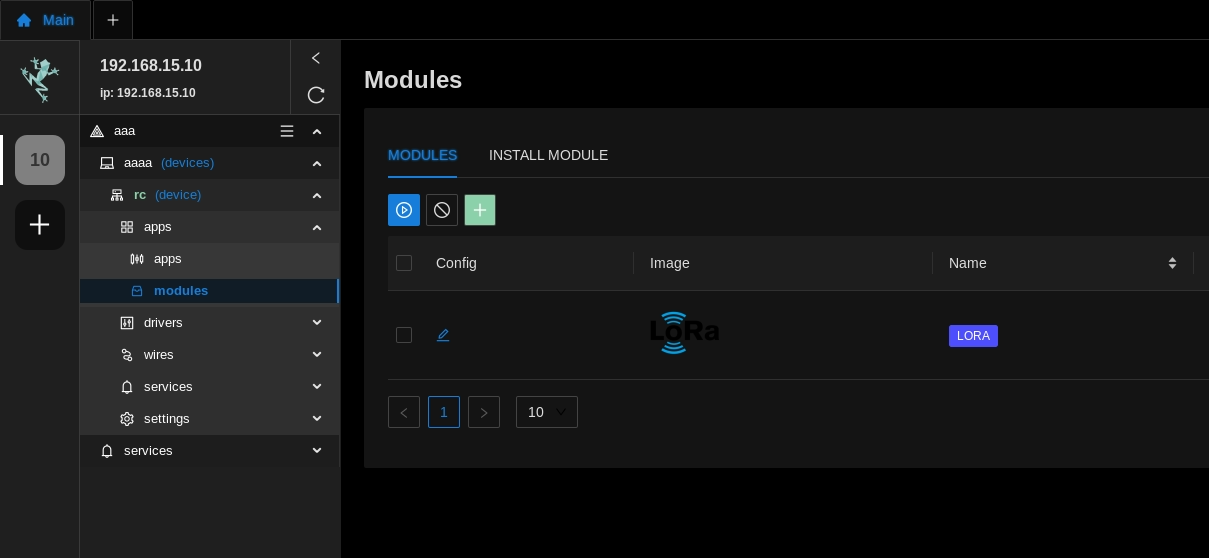 Main
192.168.15.10
ip: 192.168.15.10
10
aaa
aaaa (devices)
rc (device)
apps
apps
modules
drivers
wires
services
settings
services
Modules
MODULES INSTALL MODULE
Config Image Name
LoRa LORA
1 10